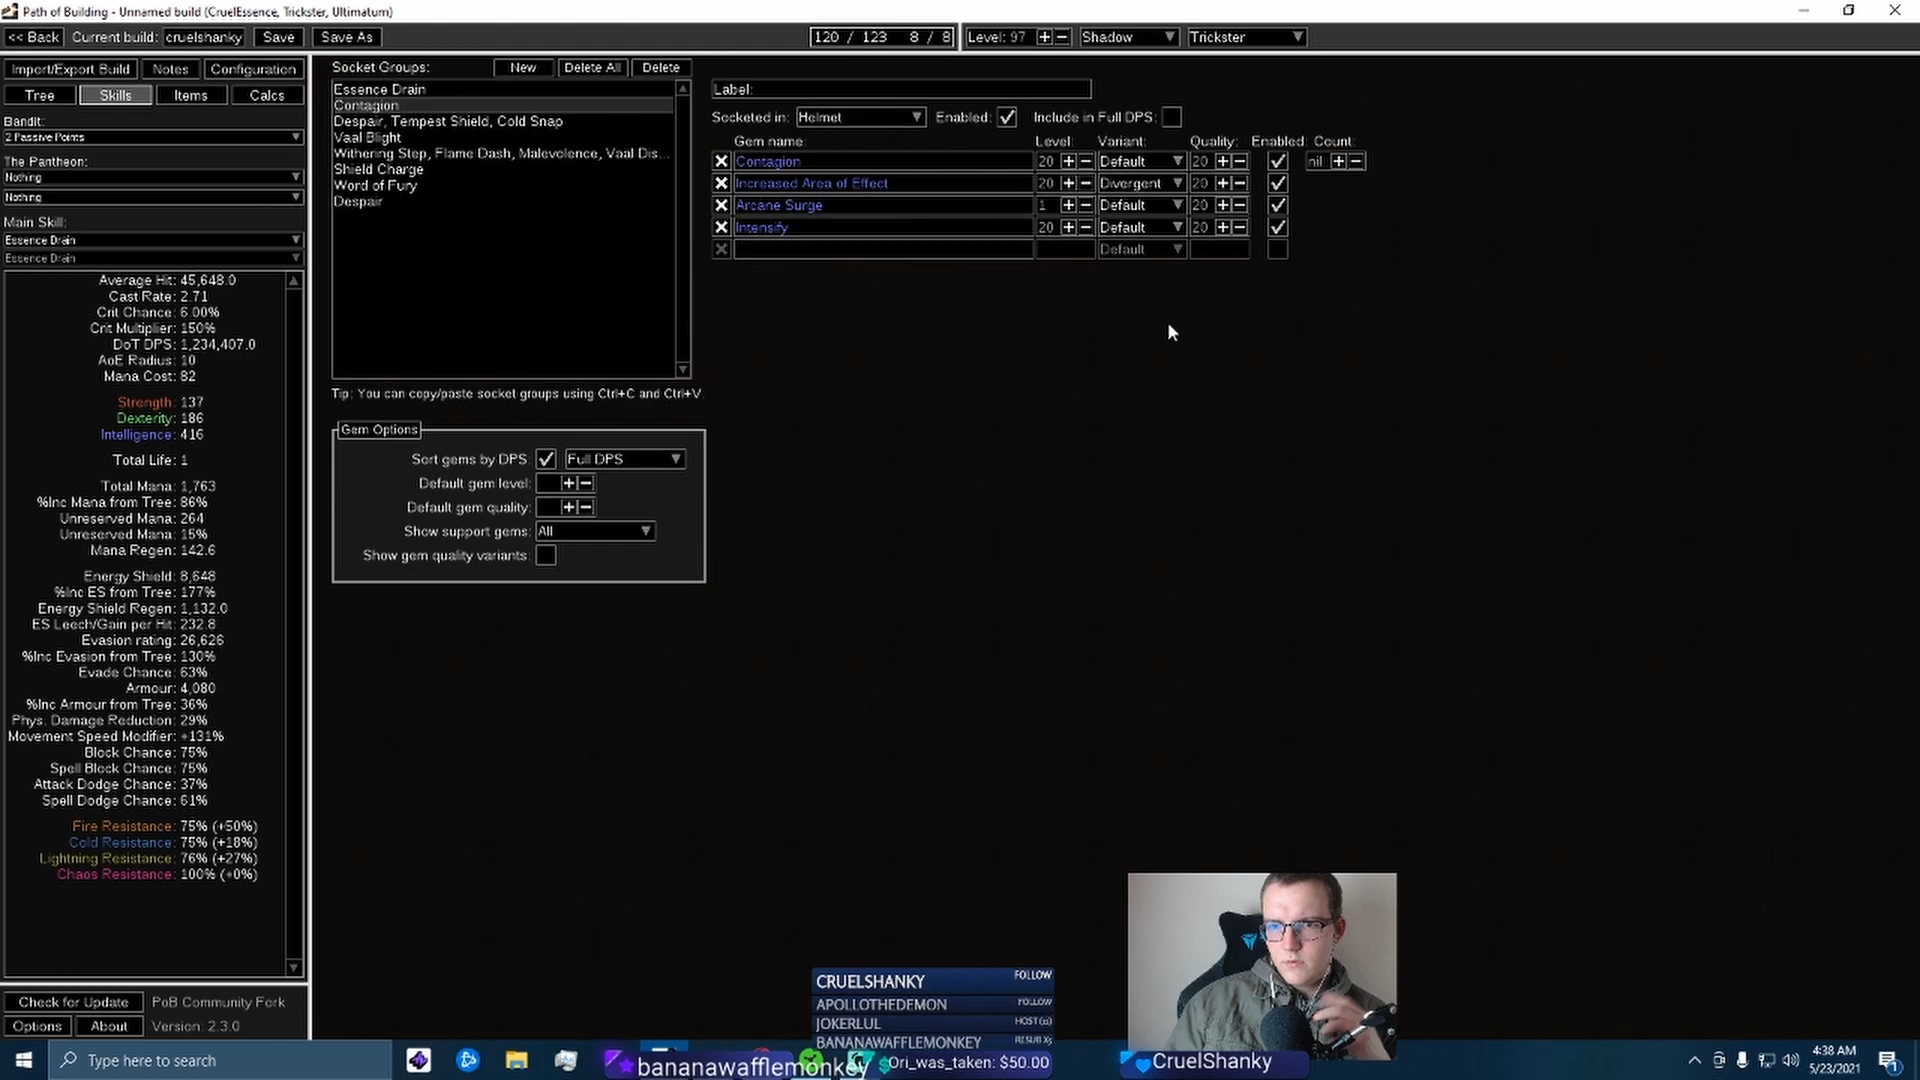 Path of Building - Unnamed build (CruelEssence, Trickster, Ultimatum)
<< Back Current build: cruelshanky Save Save As 120 / 123 8 / 8 Level: 97 + - Shadow Trickster
Import/Export Build Notes Configuration
Tree Skills Items Calcs
Bandit:
2 Passive Points
The Pantheon:
Nothing
Nothing
Main Skill:
Essence Drain
Essence Drain
Average Hit: 45,648.0
Cast Rate: 2.71
Crit Chance: 6.00%
Crit Multiplier: 150%
DoT DPS: 1,234,407.0
AoE Radius: 10
Mana Cost: 82
Strength: 137
Dexterity: 186
Intelligence: 416
Total Life: 1
Total Mana: 1,763
%Inc Mana from Tree: 86%
Unreserved Mana: 264
Unreserved Mana: 15%
Mana Regen: 142.6
Energy Shield: 8,648
%Inc ES from Tree: 177%
Energy Shield Regen: 1,132.0
ES Leech/Gain per Hit: 232.8
Evasion rating: 26,626
%Inc Evasion from Tree: 130%
Evade Chance: 63%
Armour: 4,080
%Inc Armour from Tree: 36%
Phys. Damage Reduction: 29%
Movement Speed Modifier: +131%
Block Chance: 75%
Spell Block Chance: 75%
Attack Dodge Chance: 37%
Spell Dodge Chance: 61%
Fire Resistance: 75% (+50%)
Cold Resistance: 75% (+18%)
Lightning Resistance: 76% (+27%)
Chaos Resistance: 100% (+0%)
Check for Update PoB Community Fork
Options About Version: 2.3.0
Socket Groups: New Delete All Delete
Essence Drain
Contagion
Despair, Tempest Shield, Cold Snap
Vaal Blight
Withering Step, Flame Dash, Malevolence, Vaal Dis...
Shield Charge
Word of Fury
Despair
Tip: You can copy/paste socket groups using Ctrl+C and Ctrl+V.
Gem Options
Sort gems by DPS: Full DPS
Default gem level: + -
Default gem quality: + -
Show support gems: All
Show gem quality variants:
Label:
Socketed in: Helmet Enabled: Include in Full DPS:
Gem name: Level: Variant: Quality: Enabled: Count:
Contagion 20 + - Default 20 + - nil + -
Increased Area of Effect 20 + - Divergent 20 + -
Arcane Surge 1 + - Default 20 + -
Intensify 20 + - Default 20 + -
Default
CRUELSHANKY FOLLOW
APOLLOTHEDEMON FOLLOW
JOKERLUL
BANANAWAFFLEMONKEY
Type here to search
bananawafflemonkey
Ori_was_taken: $50.00
CruelShanky
4:38 AM
5/23/2021